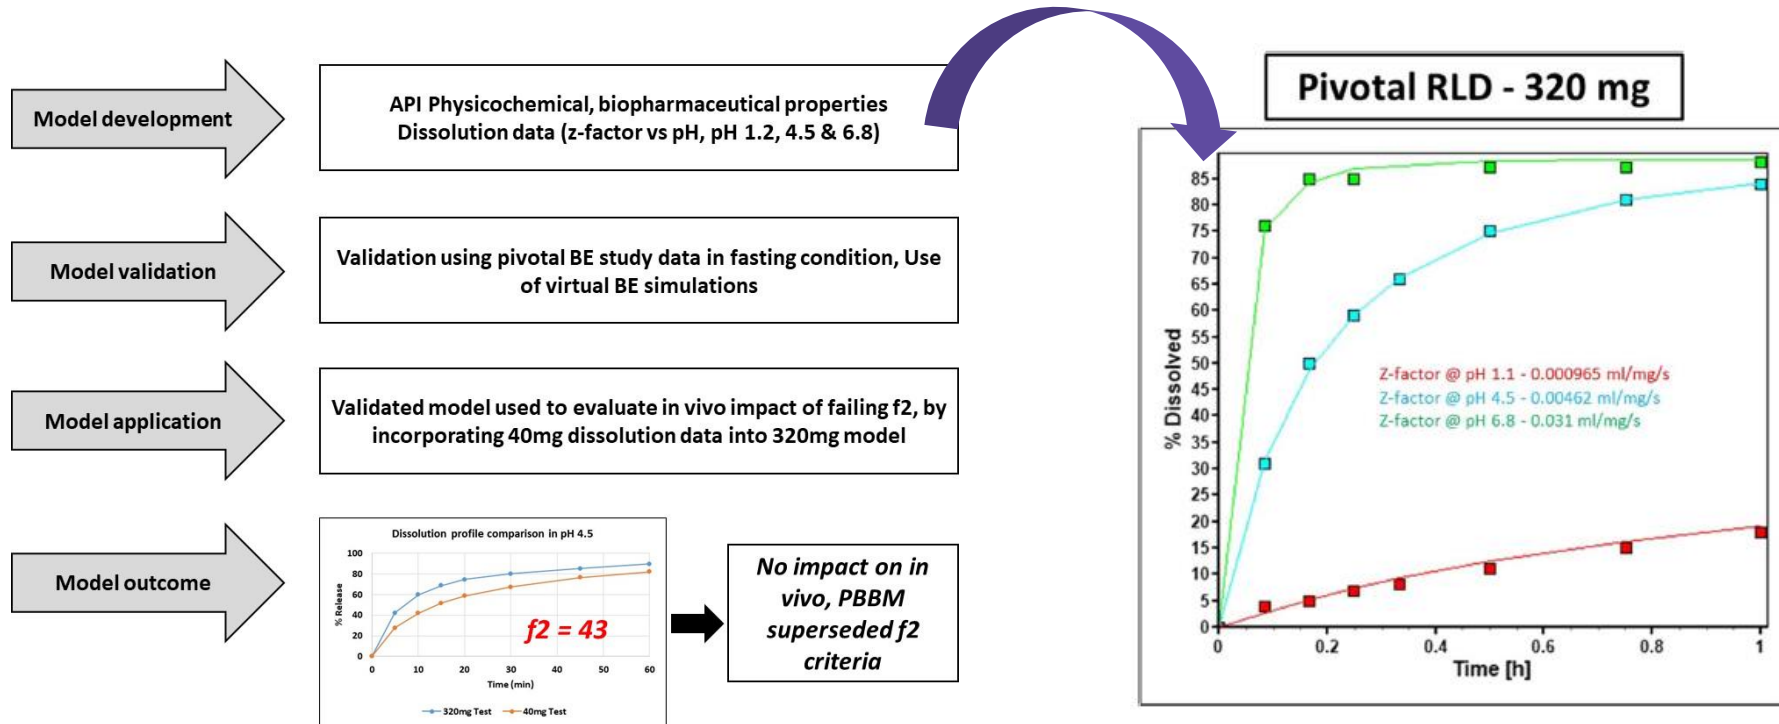 Model development
API Physicochemical, biopharmaceutical properties
Dissolution data (z-factor vs pH, pH 1.2, 4.5 & 6.8)
Model validation
Validation using pivotal BE study data in fasting condition, Use
of virtual BE simulations
Model application
Validated model used to evaluate in vivo impact of failing f2, by
incorporating 40mg dissolution data into 320mg model
Model outcome
Dissolution profile comparison in pH 4.5
% Release
100
80
60
40
20
0
f2 = 43
0 10 20 30 40 50 60
Time (min)
320mg Test 40mg Test
No impact on in
vivo, PBBM
superseded f2
criteria
Pivotal RLD - 320 mg
% Dissolved
85
80
75
70
65
60
55
50
45
40
35
30
25
20
15
10
5
0
Z-factor @ pH 1.1 - 0.000965 ml/mg/s
Z-factor @ pH 4.5 - 0.00462 ml/mg/s
Z-factor @ pH 6.8 - 0.031 ml/mg/s
0 0.2 0.4 0.6 0.8 1
Time [h]